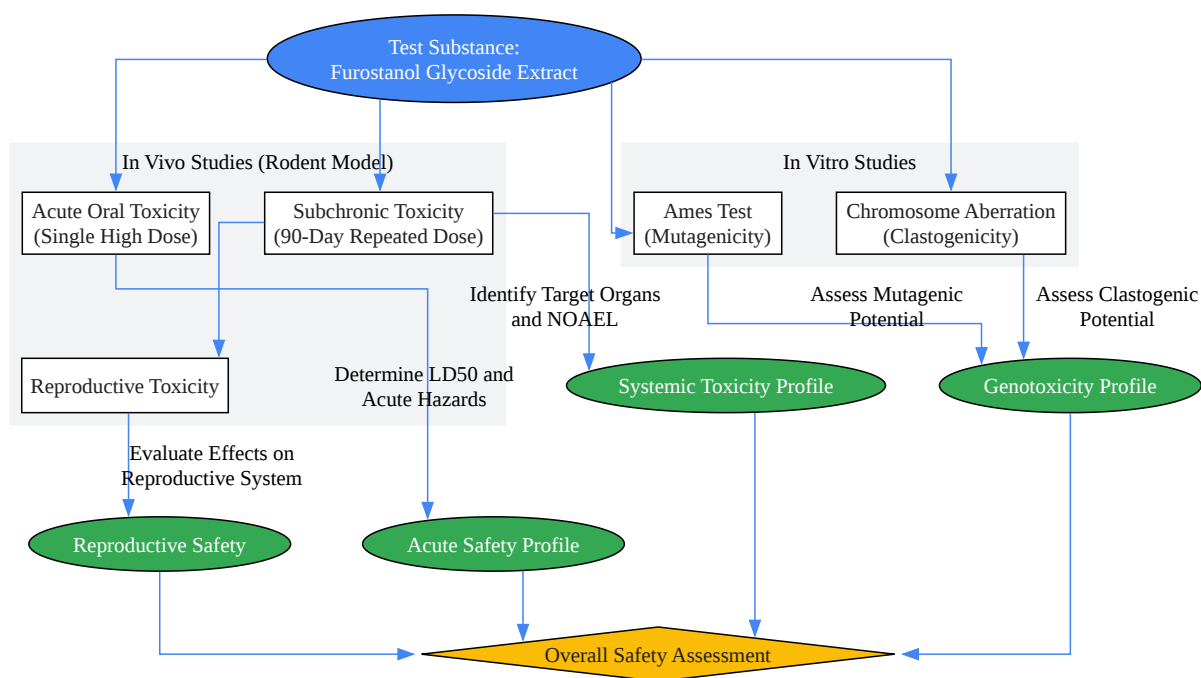 Test Substance:
Furostanol Glycoside Extract
In Vivo Studies (Rodent Model)
In Vitro Studies
Acute Oral Toxicity
(Single High Dose)
Subchronic Toxicity
(90-Day Repeated Dose)
Ames Test
(Mutagenicity)
Chromosome Aberration
(Clastogenicity)
Identify Target Organs
and NOAEL
Assess Mutagenic
Potential
Assess Clastogenic
Potential
Reproductive Toxicity
Determine LD50 and
Acute Hazards
Systemic Toxicity Profile
Genotoxicity Profile
Evaluate Effects on
Reproductive System
Reproductive Safety
Acute Safety Profile
Overall Safety Assessment